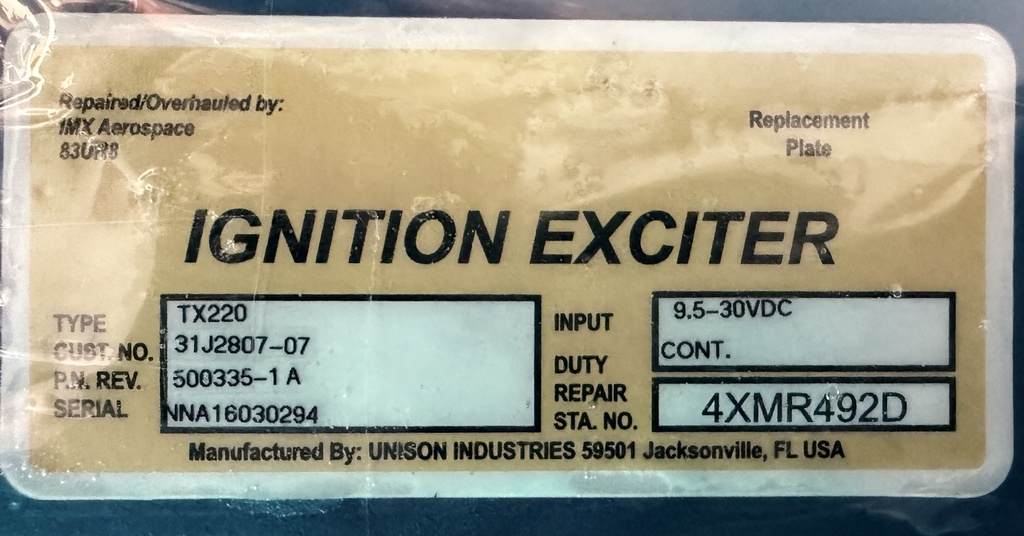 Repaired/Overhauled by:
IMX Aerospace
Replacement
Plate
IGNITION EXCITER
TYPE TX220
CUST. NO. 31J2807-07
P.N. REV. 500335-1 A
SERIAL NNA16030294
INPUT 9.5-30VDC
DUTY CONT.
REPAIR
STA. NO. 4XMR492D
Manufactured By: UNISON INDUSTRIES 59501 Jacksonville, FL USA